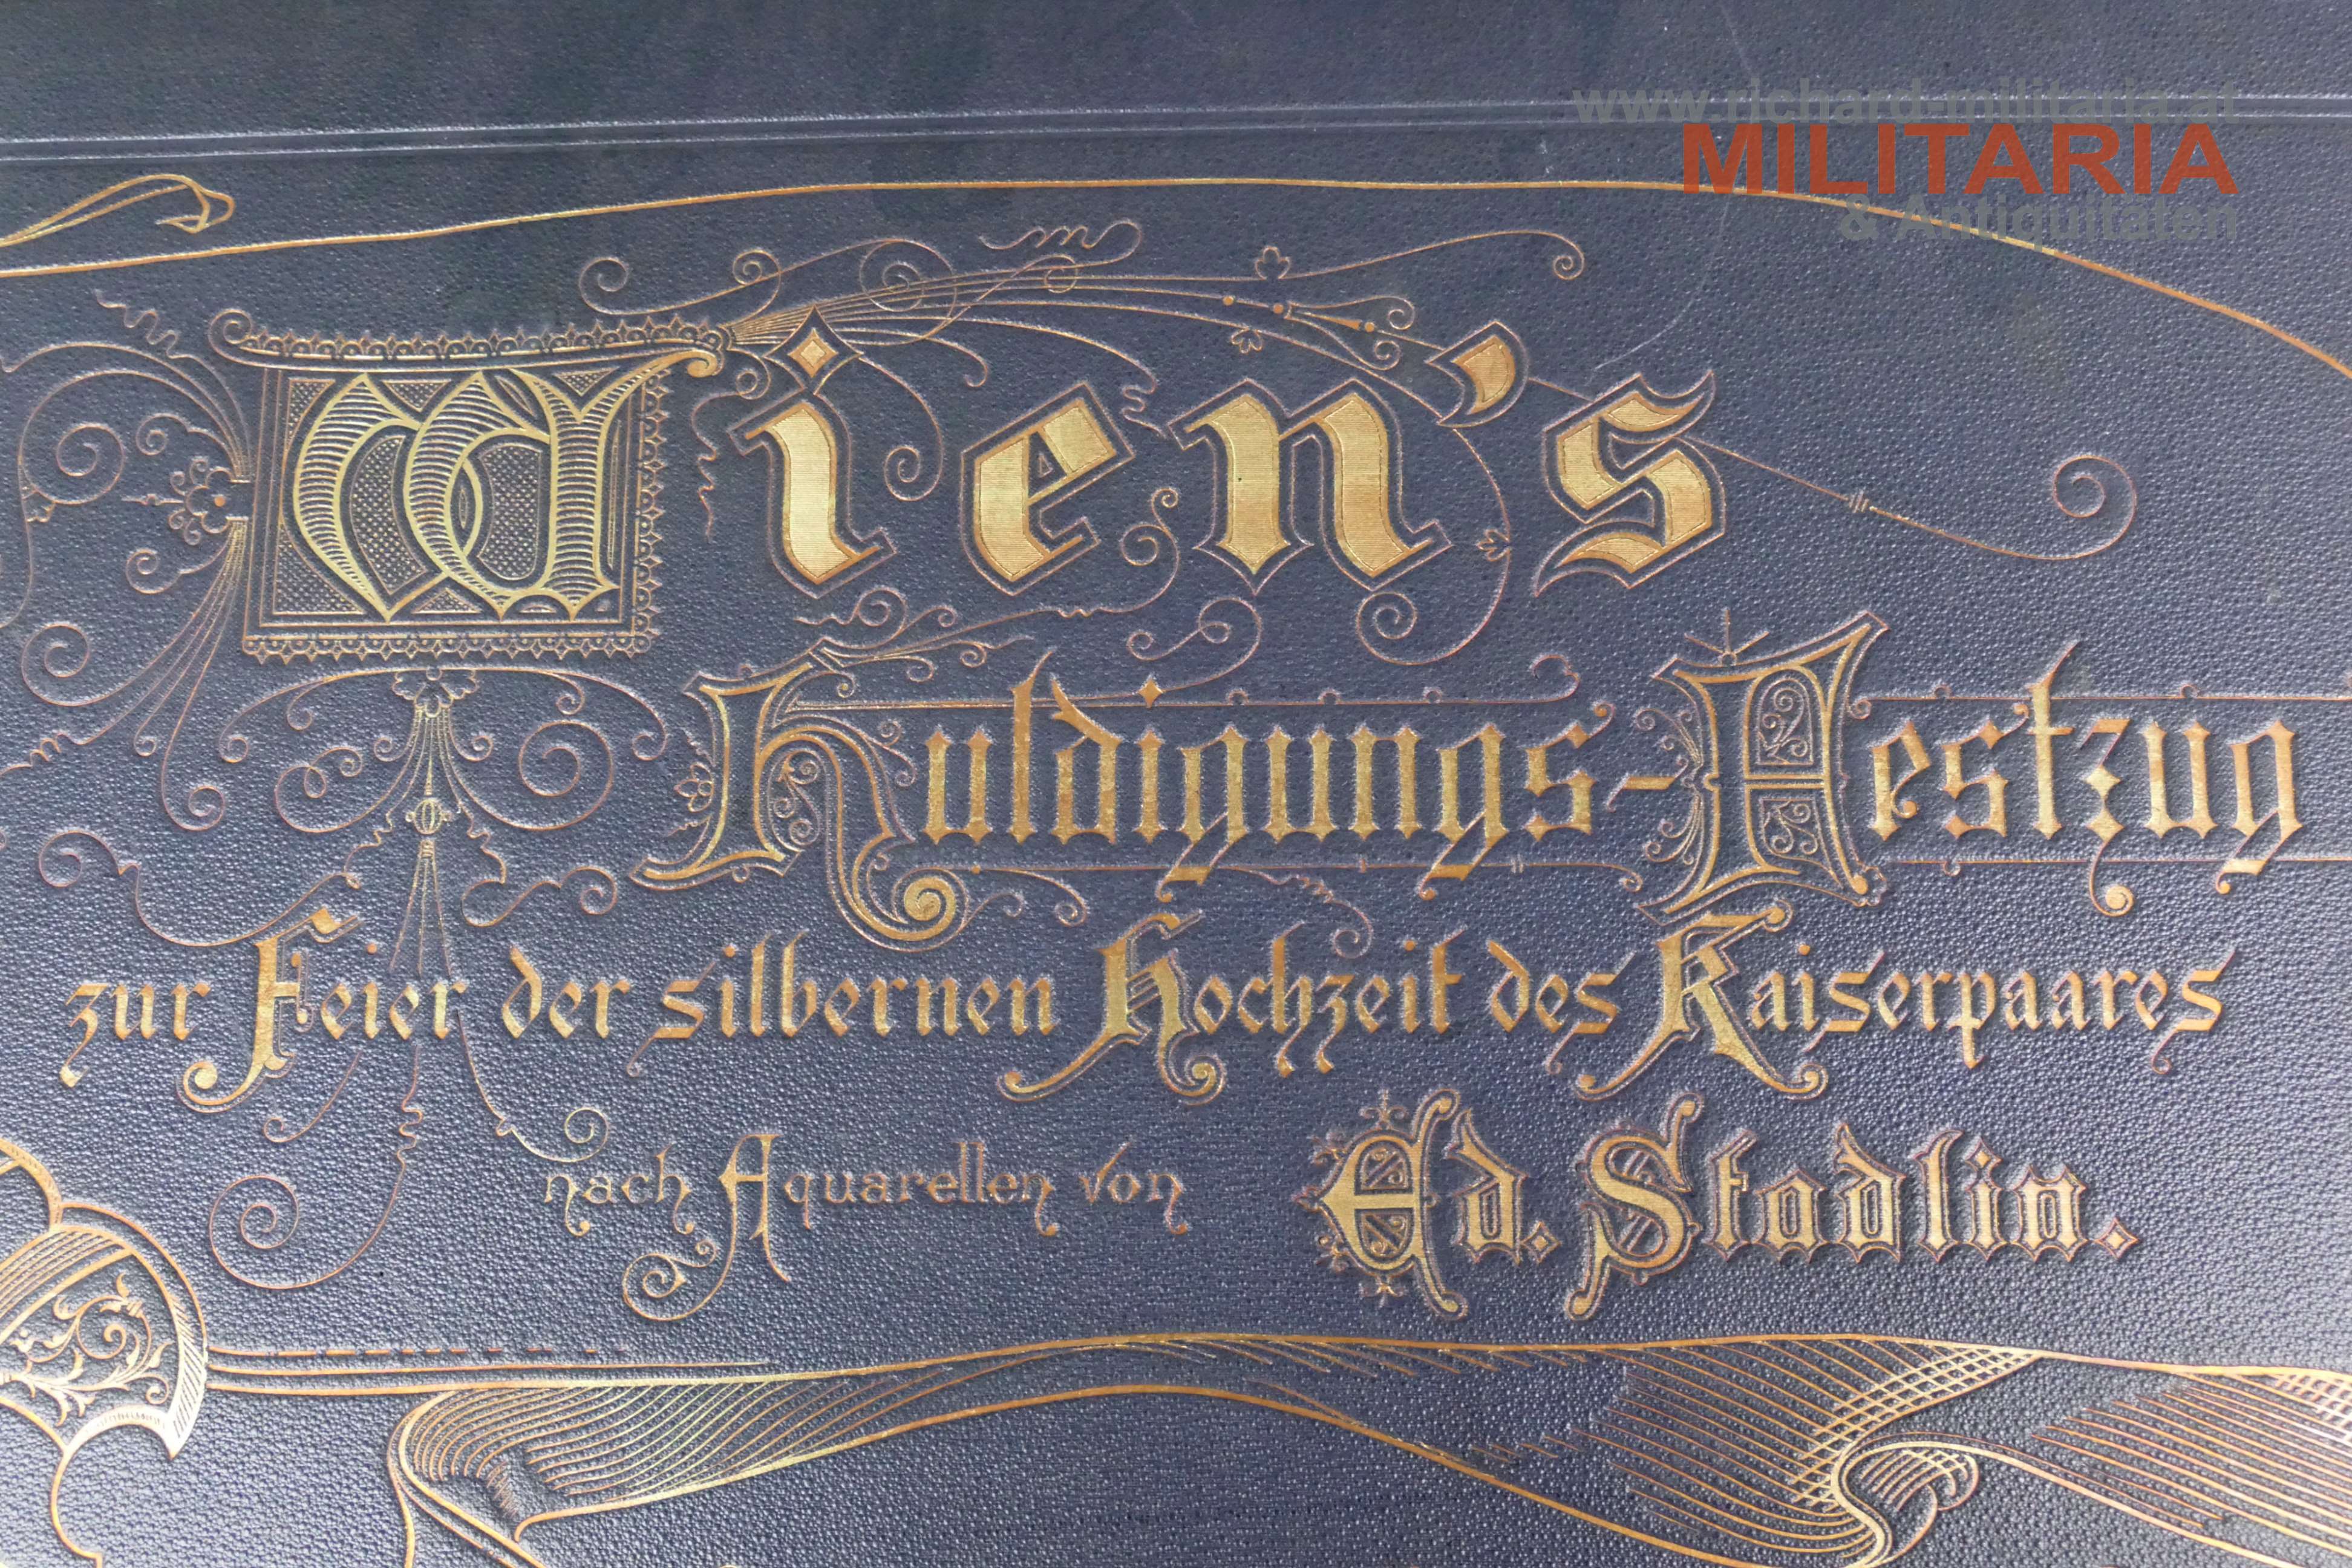 www.richard-militaria.at
MILITARIA
& Antiquitäten
Wien's
Huldigungs-Festzug
zur Feier der silbernen Hochzeit des Kaiserpaares
nach Aquarellen von Ed. Stadlin.